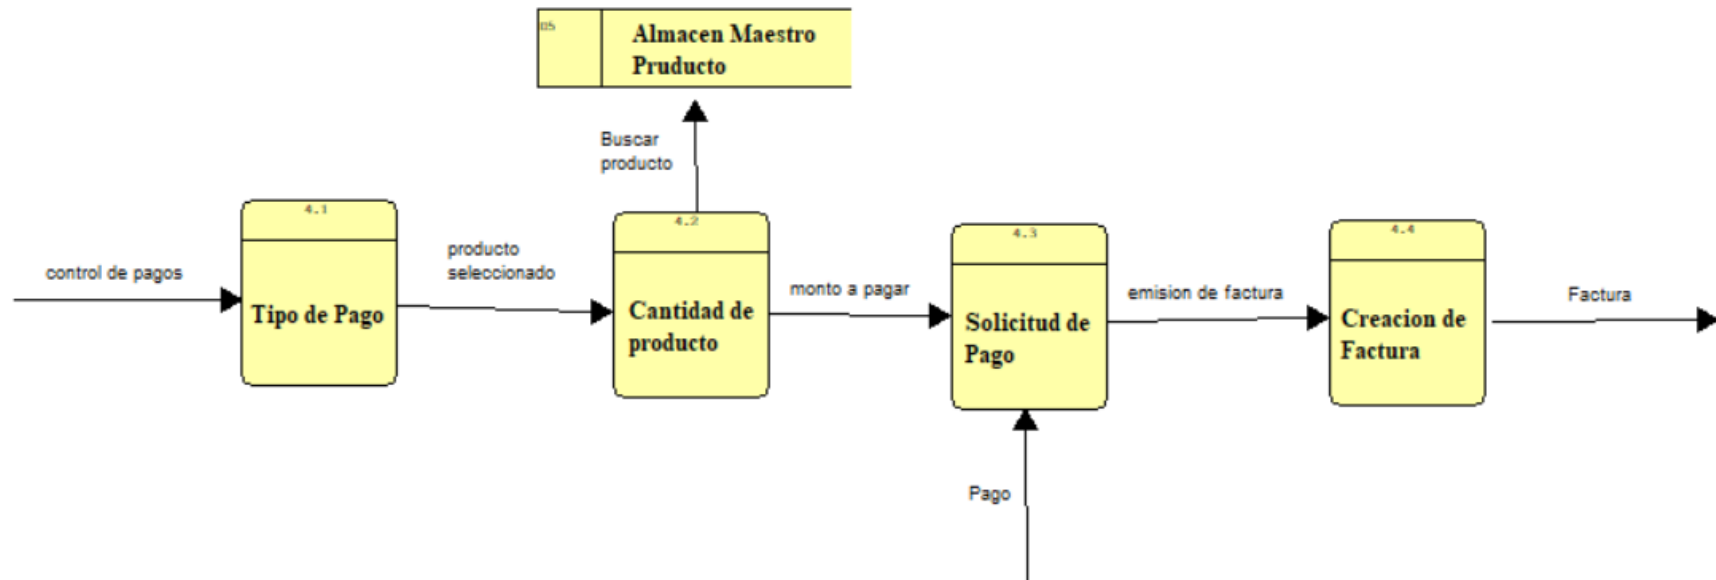 05
Almacen Maestro
Pruducto
Buscar
producto
4.1
4.2
4.3
4.4
control de pagos
producto
seleccionado
monto a pagar
emision de factura
Factura
Tipo de Pago
Cantidad de
producto
Solicitud de
Pago
Creacion de
Factura
Pago